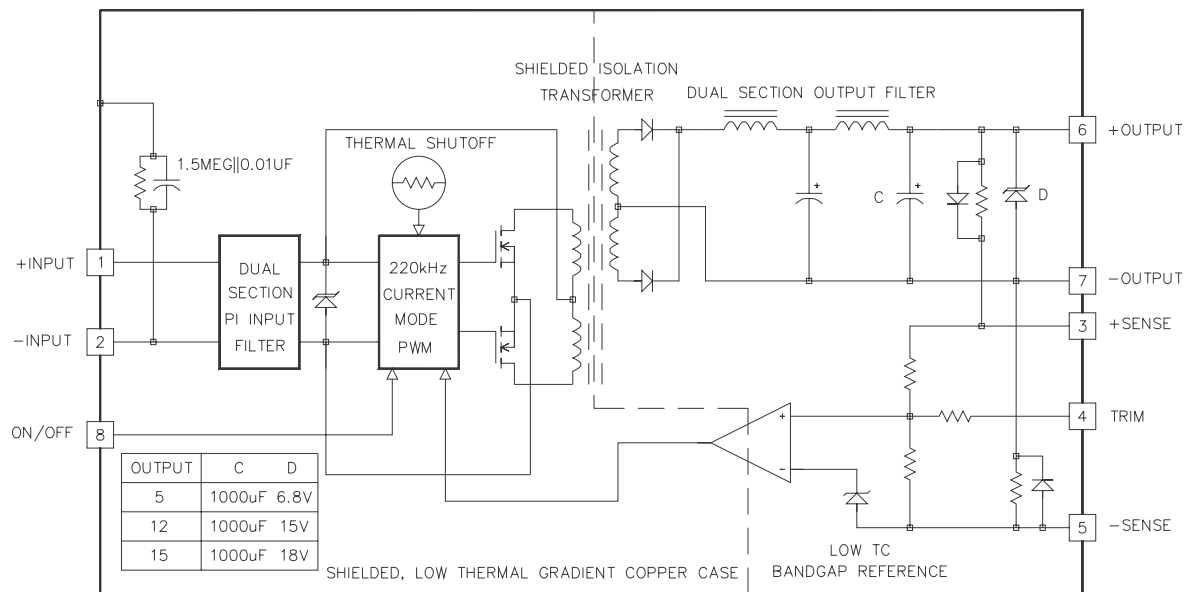 SHIELDED ISOLATION
TRANSFORMER
DUAL SECTION OUTPUT FILTER
6
+OUTPUT
THERMAL SHUTOFF
1.5MEG||0.01UF
+
C
+
D
+INPUT
1
DUAL
SECTION
PI INPUT
FILTER
220kHz
CURRENT
MODE
PWM
7
-OUTPUT
3
+SENSE
-INPUT
2
+
4
TRIM
ON/OFF
8
-
OUTPUT C D
5 1000uF 6.8V
12 1000uF 15V
15 1000uF 18V
5
-SENSE
LOW TC
BANDGAP REFERENCE
SHIELDED, LOW THERMAL GRADIENT COPPER CASE